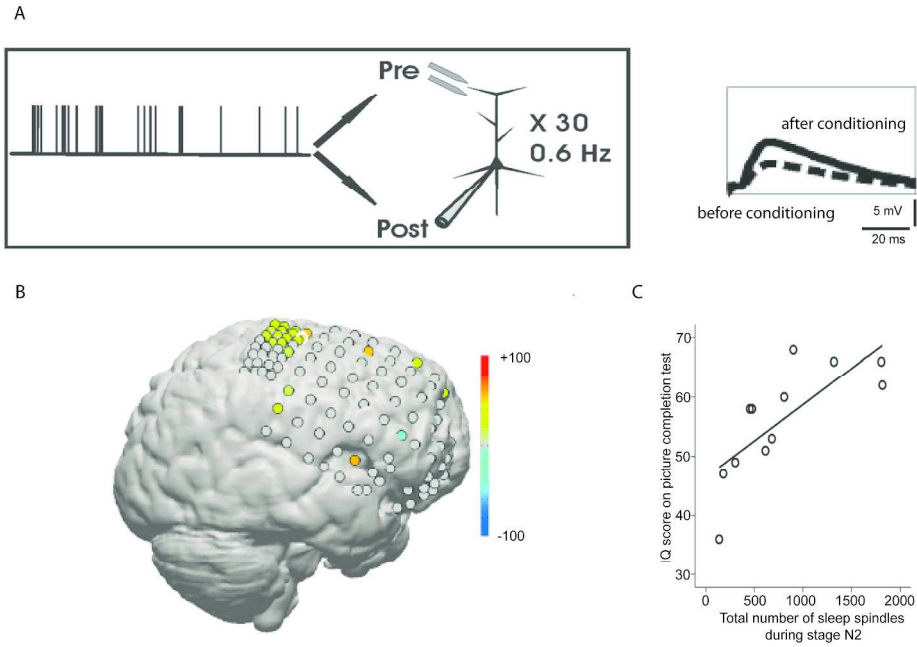 A
Pre
X 30
0.6 Hz
Post
after conditioning
before conditioning
5 mV
20 ms
B
+100
-100
C
IQ score on picture completion test
70
60
50
40
30
0 500 1000 1500 2000
Total number of sleep spindles
during stage N2